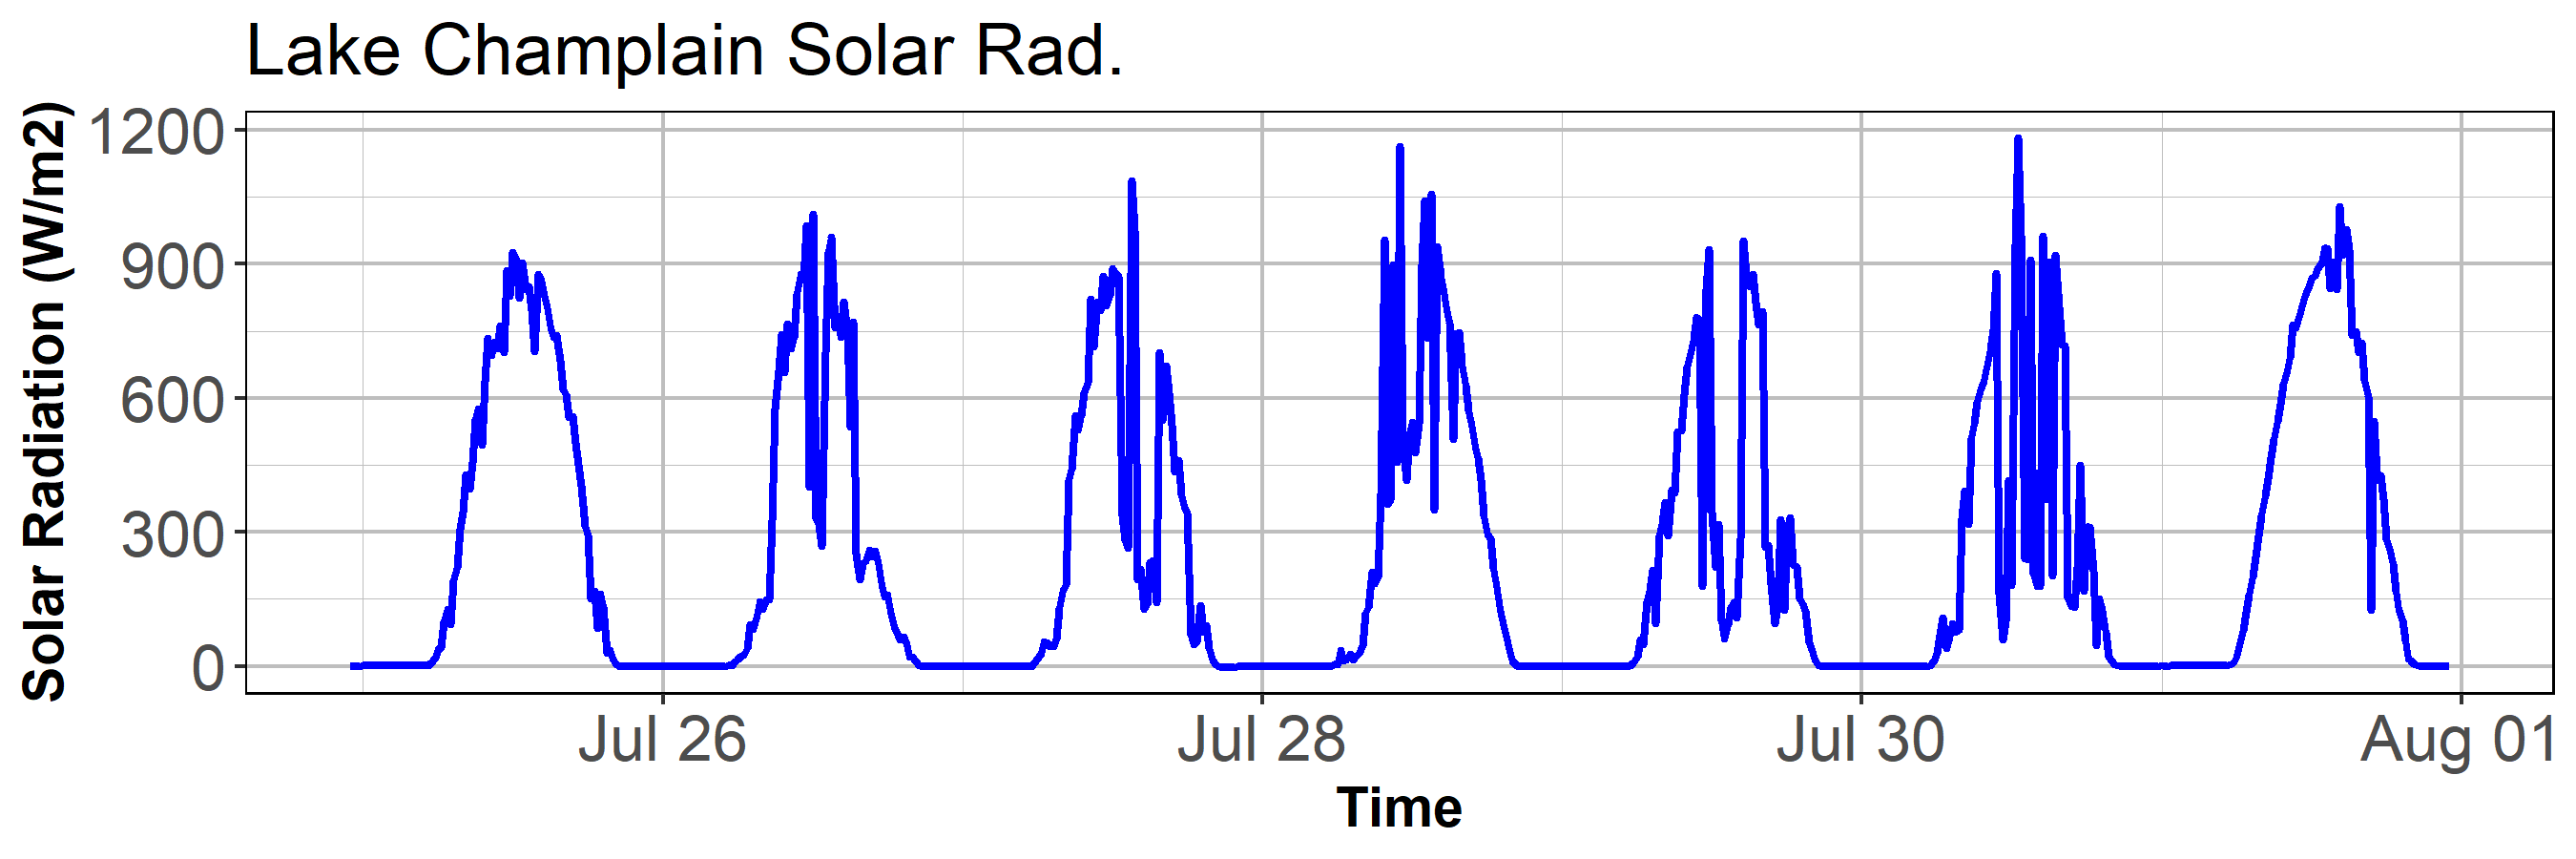 Lake Champlain Solar Rad.
Solar Radiation (W/m2)
1200
900
600
300
0
Jul 26
Jul 28
Jul 30
Aug 01
Time